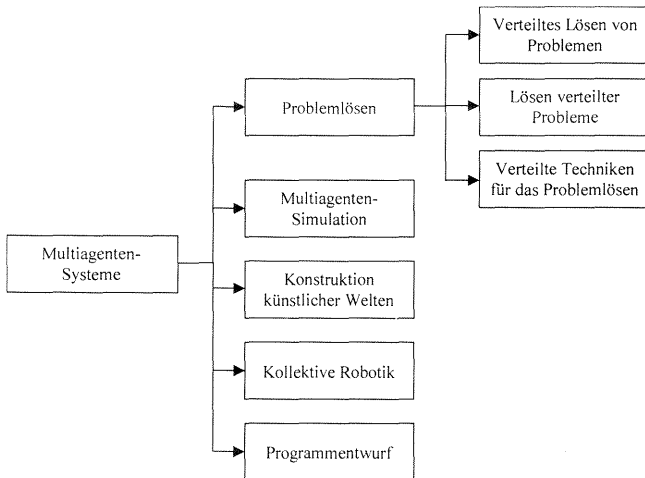 Verteiltes Lösen von
Problemen
Problemlösen
Lösen verteilter
Probleme
Verteilte Techniken
für das Problemlösen
Multiagenten-
Simulation
Multiagenten-
Systeme
Konstruktion
künstlicher Welten
Kollektive Robotik
Programmentwurf